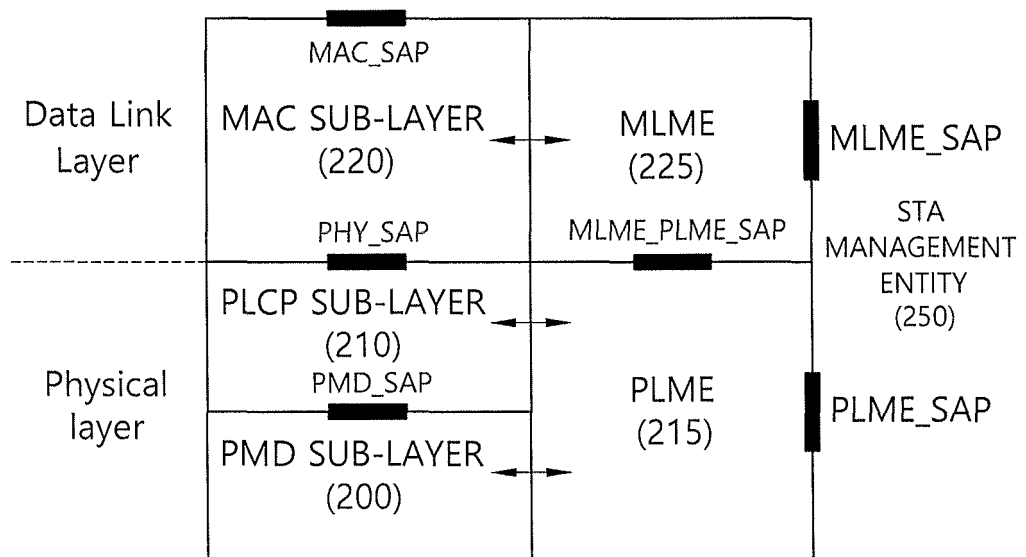 MAC_SAP
Data Link
Layer
MAC SUB-LAYER
(220)
MLME
(225)
MLME_SAP
PHY_SAP
MLME_PLME_SAP
STA
MANAGEMENT
ENTITY
(250)
PLCP SUB-LAYER
(210)
Physical
layer
PMD_SAP
PLME
(215)
PLME_SAP
PMD SUB-LAYER
(200)